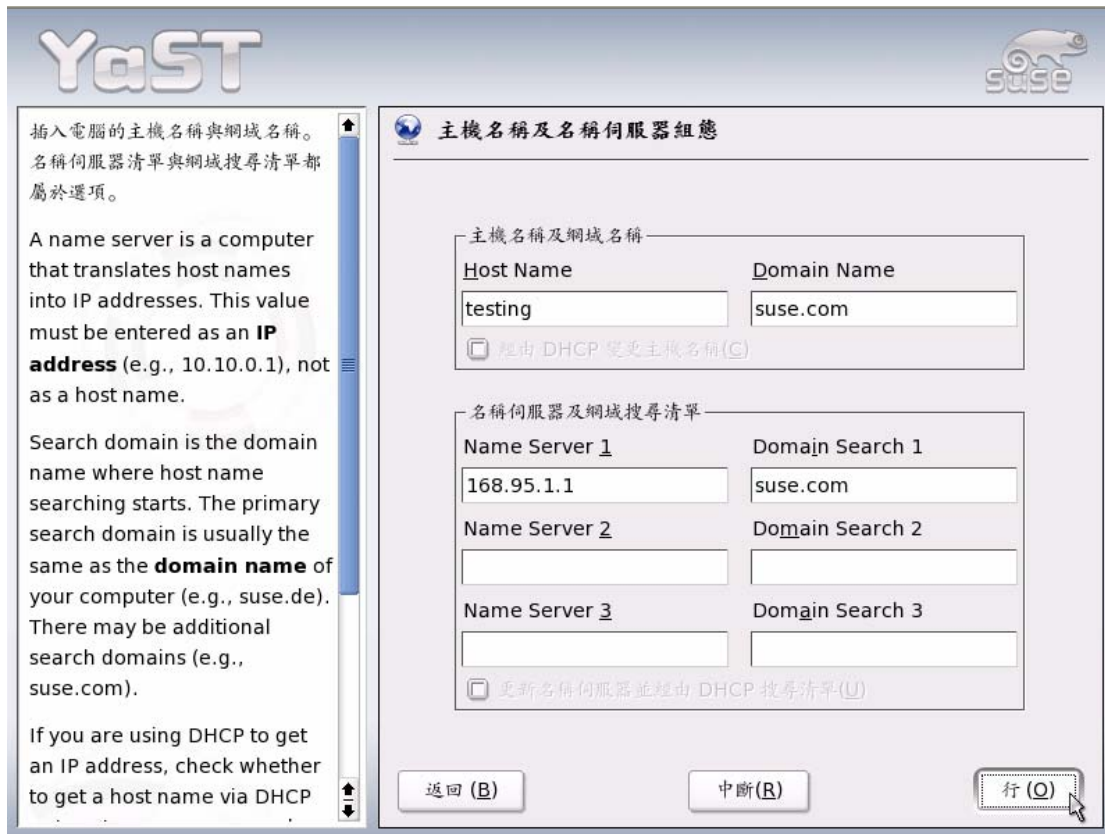 YaST
suse
插入電腦的主機名稱與網域名稱。
名稱伺服器清單與網域搜尋清單都
屬於選項。
A name server is a computer
that translates host names
into IP addresses. This value
must be entered as an IP
address (e.g., 10.10.0.1), not
as a host name.
Search domain is the domain
name where host name
searching starts. The primary
search domain is usually the
same as the domain name of
your computer (e.g., suse.de).
There may be additional
search domains (e.g.,
suse.com).
If you are using DHCP to get
an IP address, check whether
to get a host name via DHCP
主機名稱及名稱伺服器組態
主機名稱及網域名稱
Host Name Domain Name
testing suse.com
經由 DHCP 變更主機名稱(C)
名稱伺服器及網域搜尋清單
Name Server 1 Domain Search 1
168.95.1.1 suse.com
Name Server 2 Domain Search 2
Name Server 3 Domain Search 3
更新名稱伺服器並經由 DHCP 搜尋清單(U)
返回 (B) 中斷(R) 行 (O)